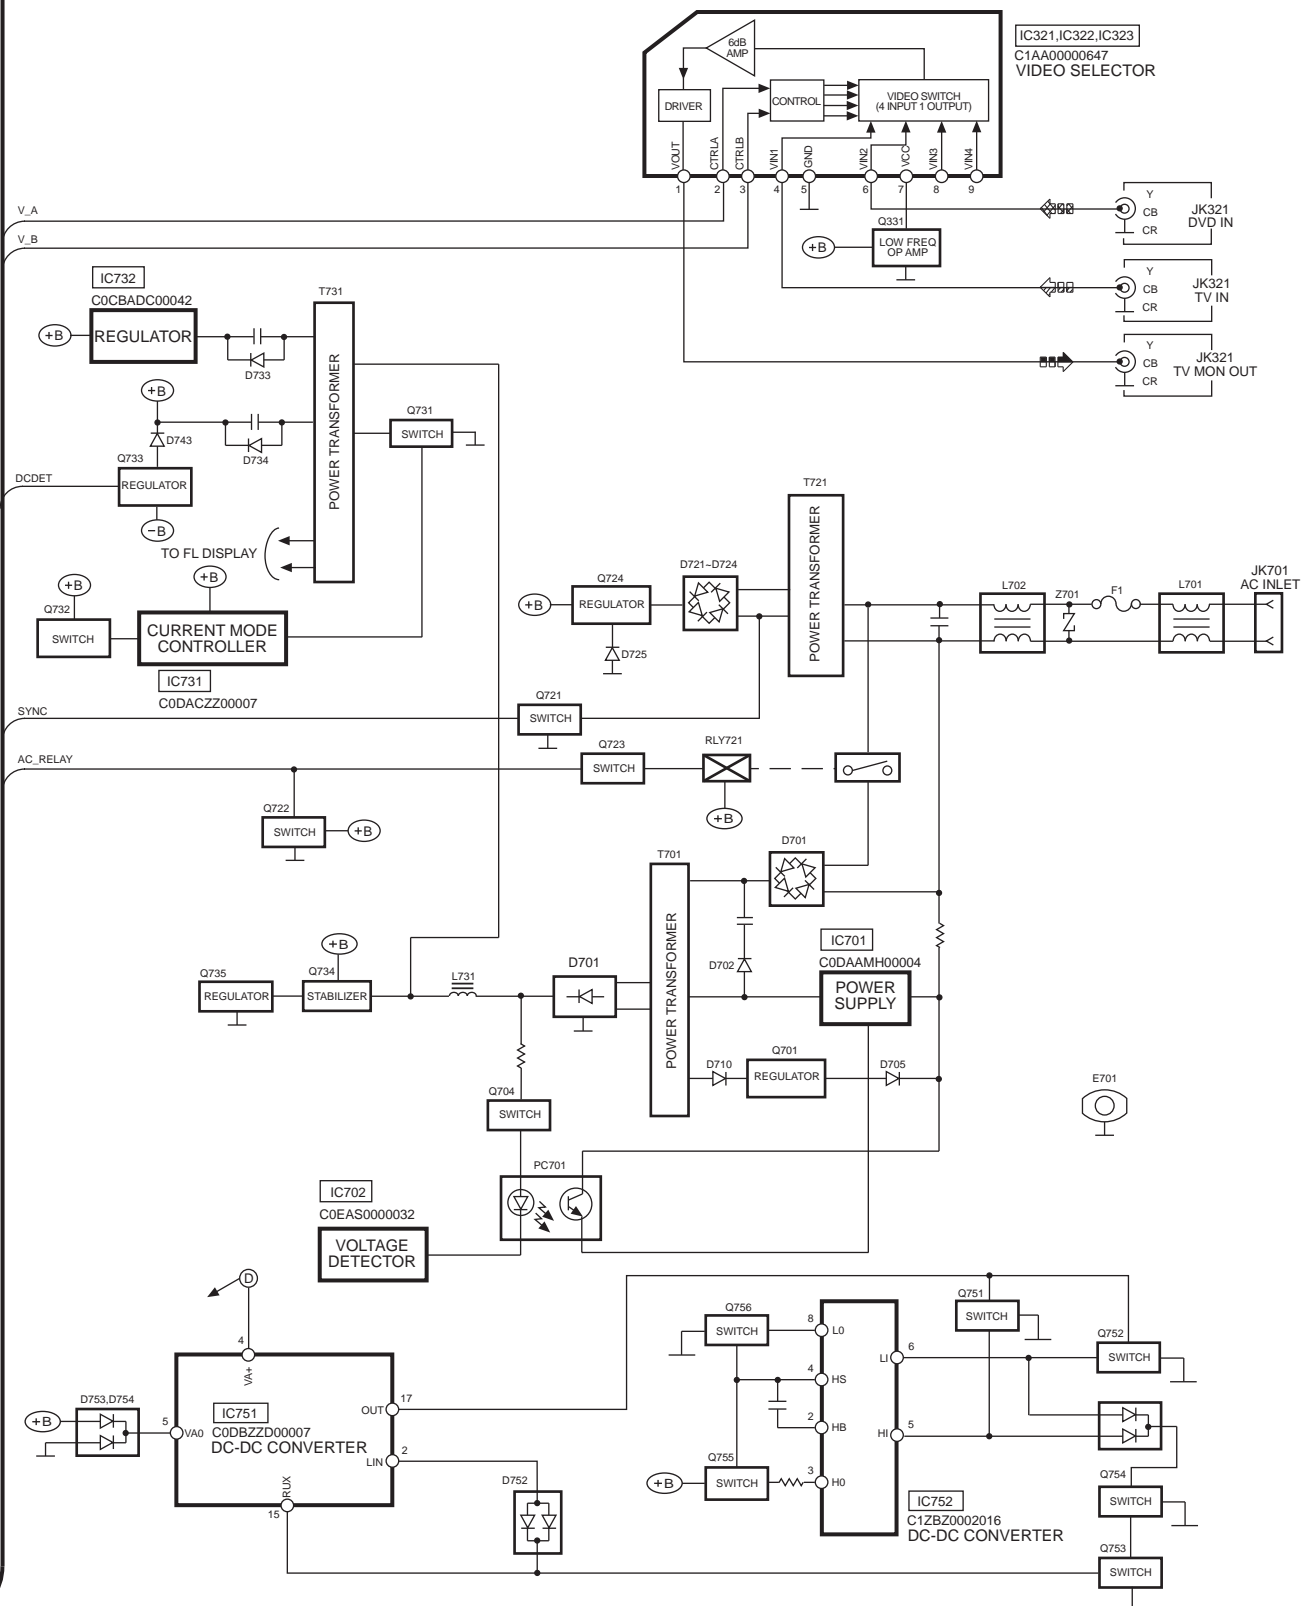 IC321,IC322,IC323
C1AA00000647
VIDEO SELECTOR
6dB
AMP
DRIVER
CONTROL
VIDEO SWITCH
(4 INPUT 1 OUTPUT)
VOUT
CTRLA
CTRLB
VIN1
GND
VIN2
VCC
VIN3
VIN4
1
2
3
4
5
6
7
8
9
V_A
V_B
Q331
LOW FREQ
OP AMP
+B
Y
CB
CR
JK321
DVD IN
Y
CB
CR
JK321
TV IN
Y
CB
CR
JK321
TV MON OUT
IC732
C0CBADC00042
REGULATOR
+B
D733
T731
POWER TRANSFORMER
+B
D743
D734
Q733
REGULATOR
−B
DCDET
Q731
SWITCH
TO FL DISPLAY
+B
+B
Q732
SWITCH
CURRENT MODE
CONTROLLER
IC731
C0DACZZ00007
T721
POWER TRANSFORMER
D721~D724
Q724
REGULATOR
+B
D725
L702
Z701
F1
L701
JK701
AC INLET
SYNC
Q721
SWITCH
AC_RELAY
Q723
SWITCH
RLY721
+B
Q722
SWITCH
+B
T701
POWER TRANSFORMER
D701
D702
IC701
C0DAAMH00004
POWER
SUPPLY
+B
Q735
REGULATOR
Q734
STABILIZER
L731
D701
D710
Q701
REGULATOR
D705
E701
Q704
SWITCH
PC701
IC702
C0EAS0000032
VOLTAGE
DETECTOR
D
4
VA+
D753,D754
+B
5
VA0
IC751
C0DBZZD00007
DC-DC CONVERTER
OUT
17
LIN
2
RUX
15
D752
Q756
SWITCH
8
L0
4
HS
2
HB
3
H0
Q755
SWITCH
+B
LI
6
HI
5
IC752
C1ZBZ0002016
DC-DC CONVERTER
Q751
SWITCH
Q752
SWITCH
Q754
SWITCH
Q753
SWITCH